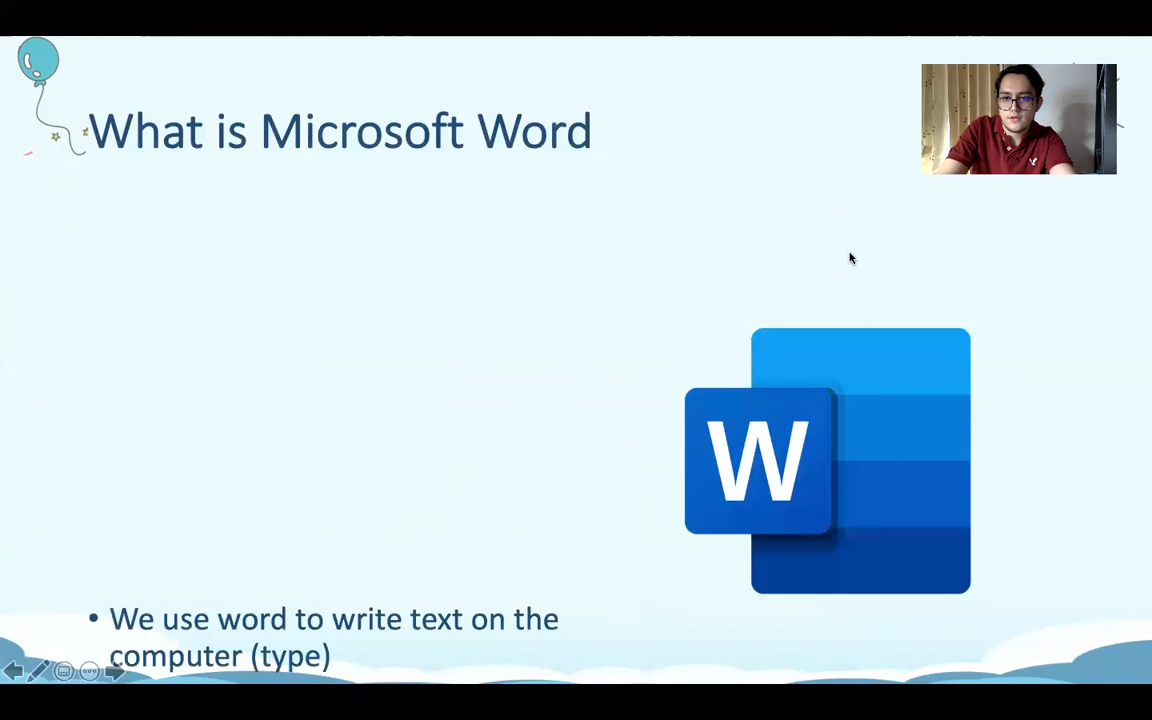 What is Microsoft Word
W
• We use word to write text on the
computer (type)